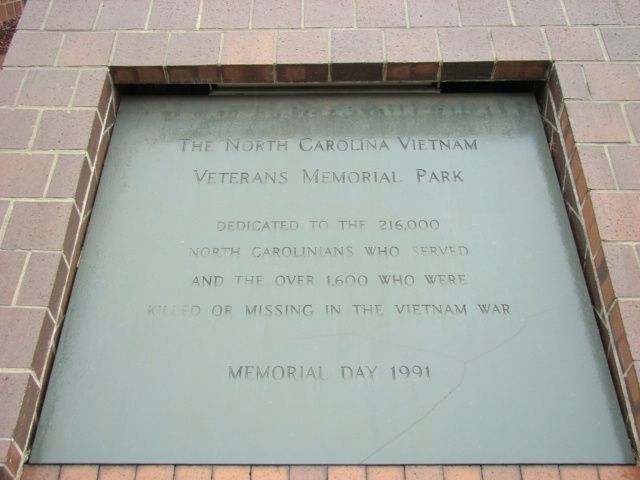 The North Carolina Vietnam
Veterans Memorial Park
DEDICATED TO THE 216,000
NORTH CAROLINIANS WHO SERVED
AND THE OVER 1,600 WHO WERE
KILLED OR MISSING IN THE VIETNAM WAR
MEMORIAL DAY 1991